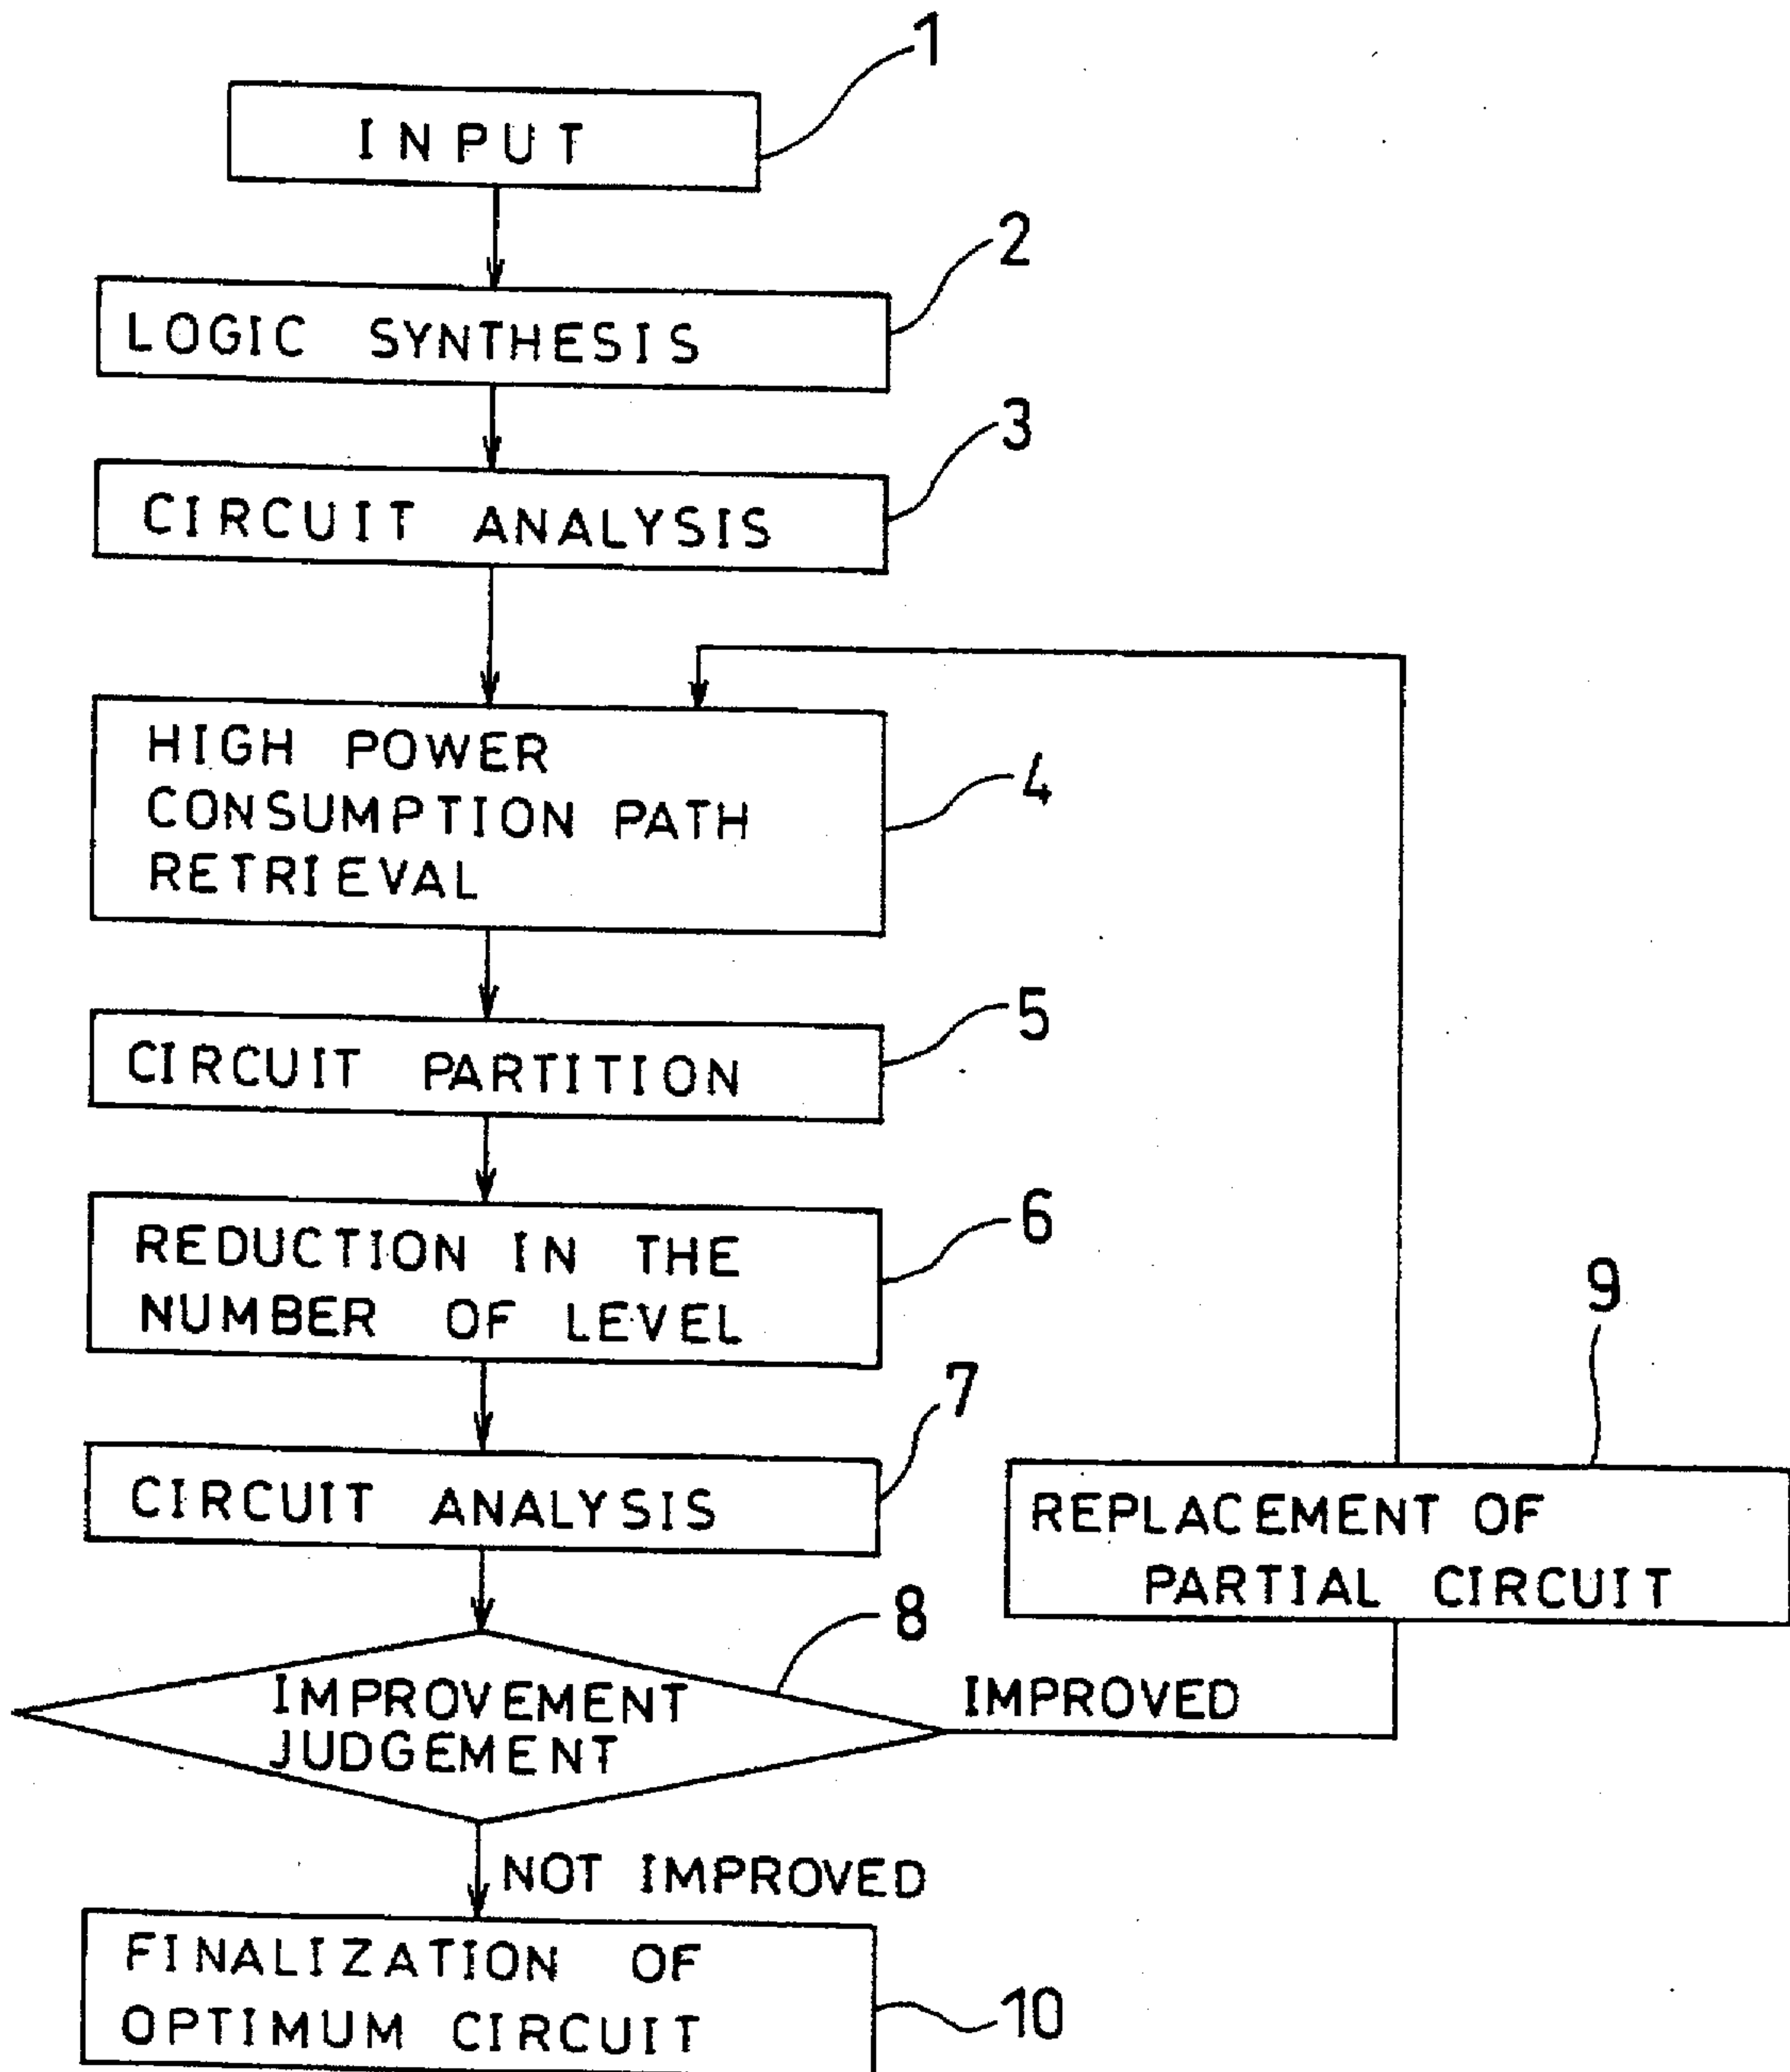 1
INPUT
2
LOGIC SYNTHESIS
3
CIRCUIT ANALYSIS
HIGH POWER
CONSUMPTION PATH
RETRIEVAL
4
5
CIRCUIT PARTITION
6
REDUCTION IN THE
NUMBER OF LEVEL
9
7
CIRCUIT ANALYSIS
REPLACEMENT OF
PARTIAL CIRCUIT
8
IMPROVEMENT
JUDGEMENT
IMPROVED
NOT IMPROVED
FINALIZATION OF
OPTIMUM CIRCUIT
10